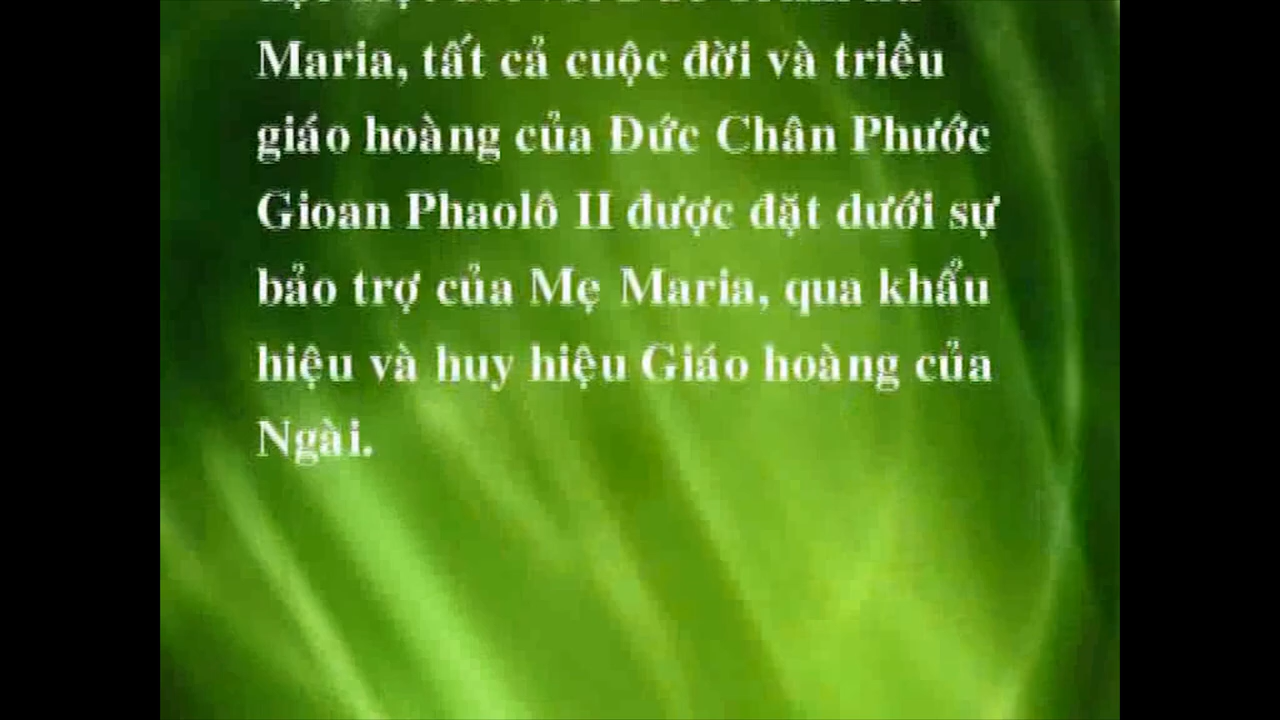 Maria, tất cả cuộc đời và triều
giáo hoàng của Đức Chân Phước
Gioan Phaolô II được đặt dưới sự
bảo trợ của Mẹ Maria, qua khẩu
hiệu và huy hiệu Giáo hoàng của
Ngài.